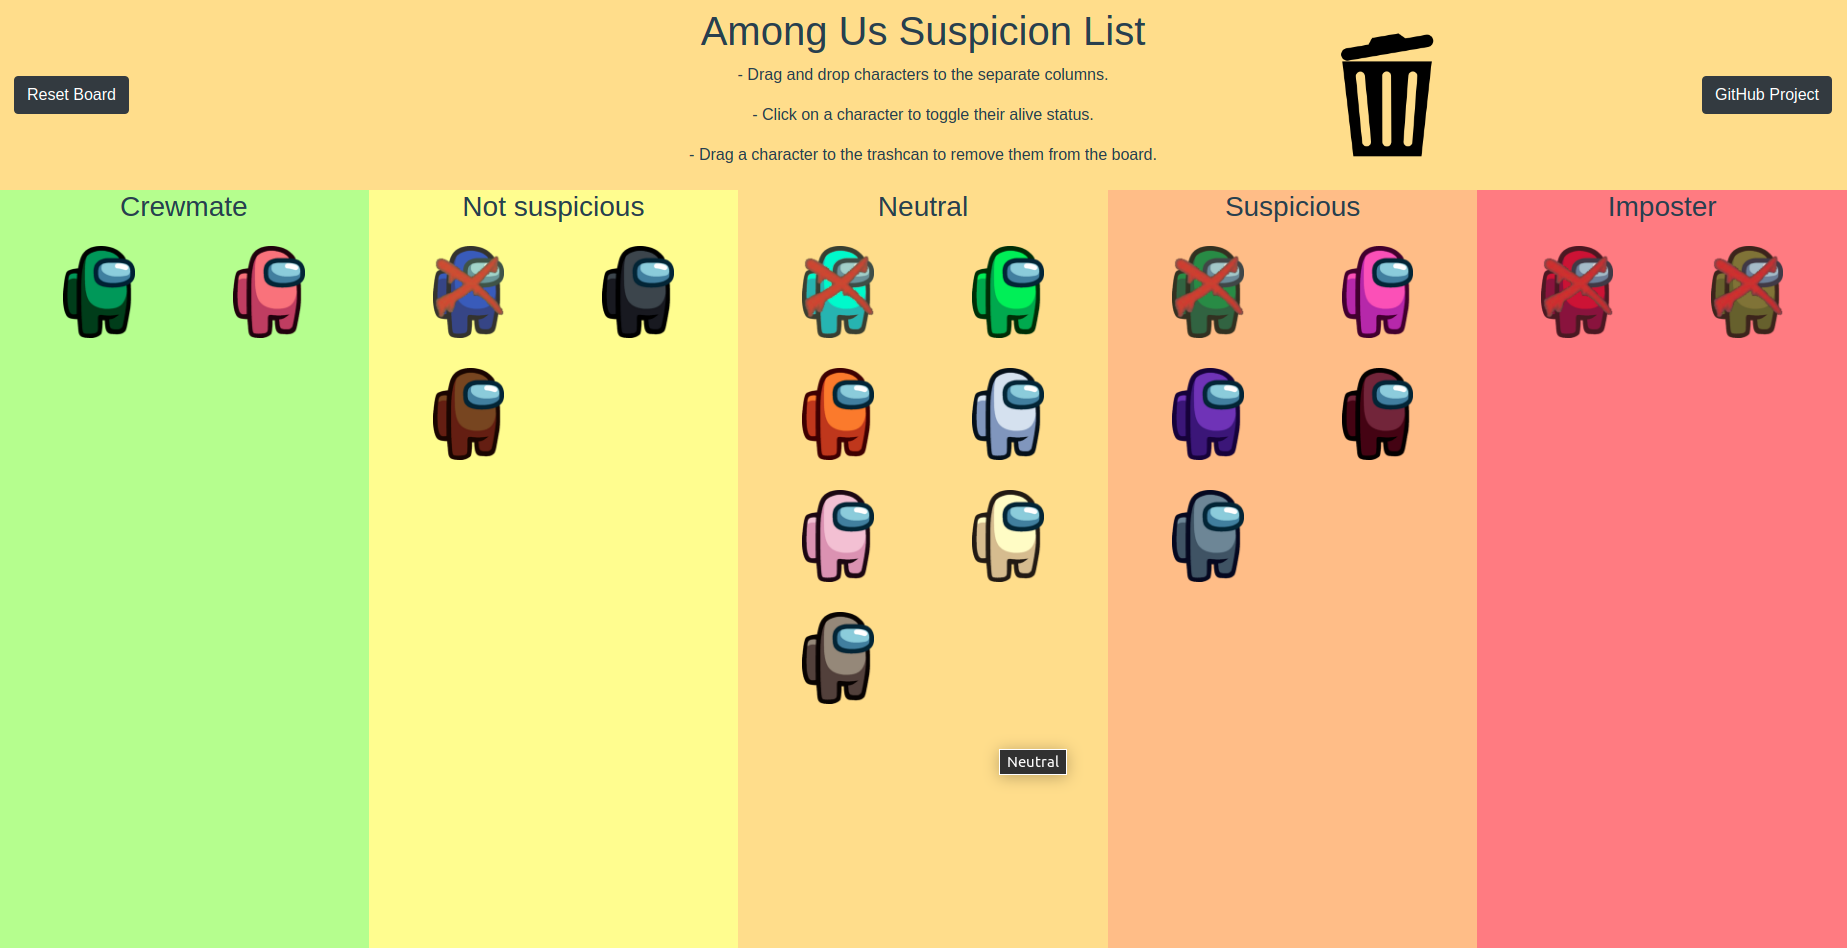 Among Us Suspicion List
- Drag and drop characters to the separate columns.
Reset Board
GitHub Project
- Click on a character to toggle their alive status.
- Drag a character to the trashcan to remove them from the board.
Crewmate
Not suspicious
Neutral
Suspicious
Imposter
Neutral